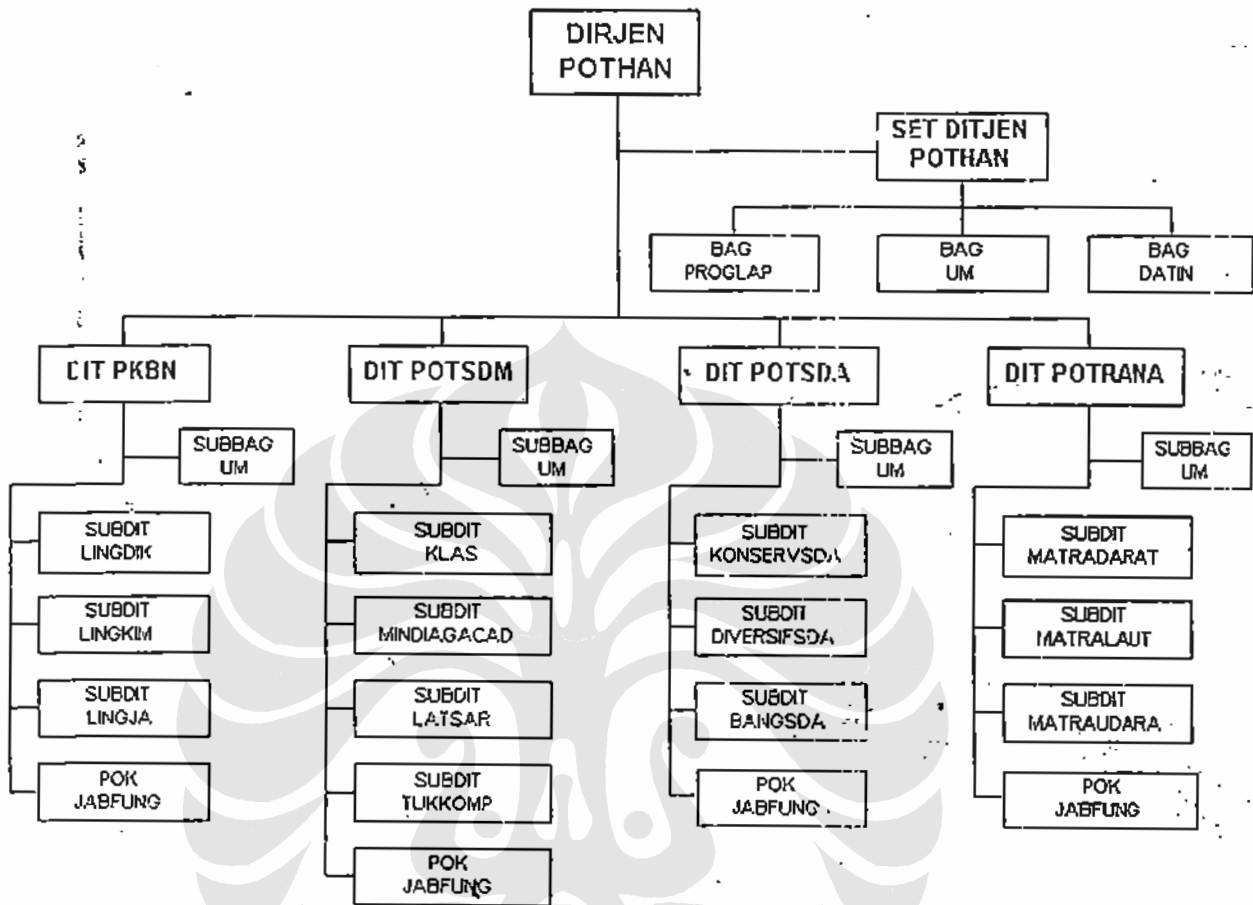 DIRJEN
POTHAN
SET DITJEN
POTHAN
BAG
PROGLAP
BAG
UM
BAG
DATIN
DIT PKBN
DIT POTSDM
DIT POTSDA
DIT POTRANA
SUBBAG
UM
SUBBAG
UM
SUBBAG
UM
SUBBAG
UM
SUBDIT
LINGDIK
SUBDIT
LINGKIM
SUBDIT
LINGJA
POK
JABFUNG
SUBDIT
KLAS
SUBDIT
MINDIAGACAD
SUBDIT
LATSAR
SUBDIT
TUKKOMP
POK
JABFUNG
SUBDIT
KONSERVSDA
SUBDIT
DIVERSIFSDA
SUBDIT
BANGSDA
POK
JABFUNG
SUBDIT
MATRADARAT
SUBDIT
MATRALAUT
SUBDIT
MATRAUDARA
POK
JABFUNG